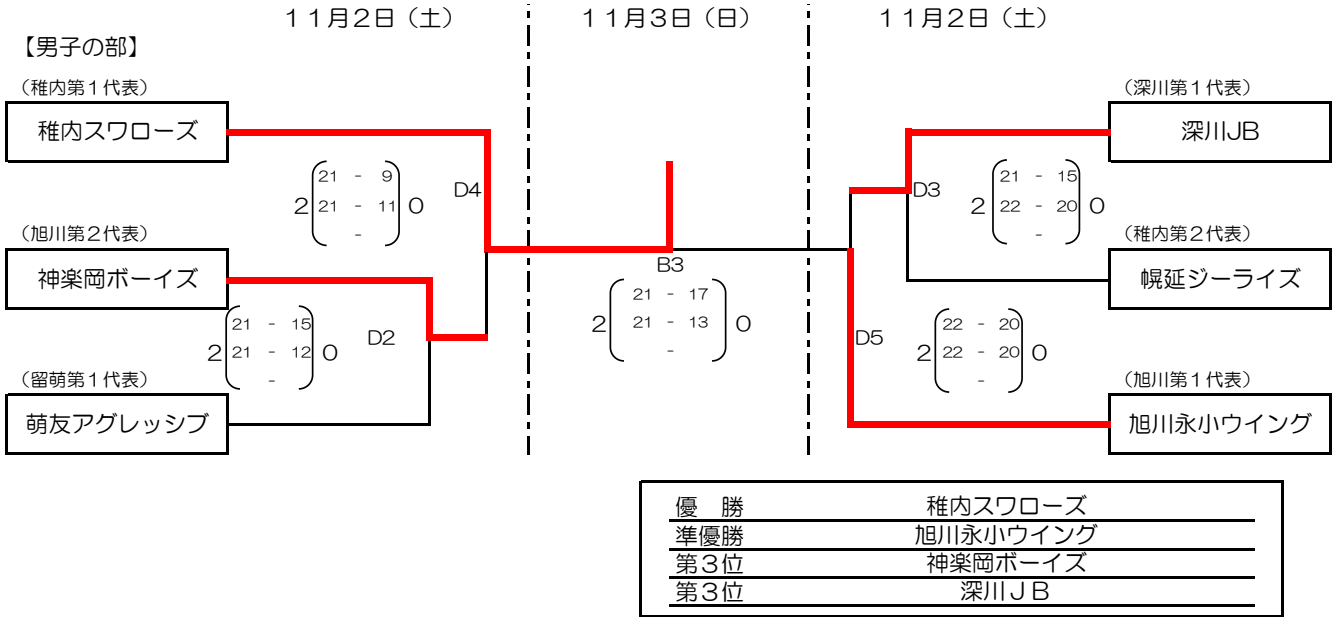 11月2日（土） 11月3日（日） 11月2日（土）
【男子の部】
（稚内第1代表） （深川第1代表）
稚内スワローズ 深川JB
21 - 9 D4 D3 21 - 15
2 21 - 11 0 2 22 - 20 0
- -
（旭川第2代表） （稚内第2代表）
神楽岡ボーイズ 幌延ジーライズ
B3
21 - 17
2 21 - 13 0
-
21 - 15 D2 D5 22 - 20
2 21 - 12 0 2 22 - 20 0
- -
（留萌第1代表） （旭川第1代表）
萌友アグレッシブ 旭川永小ウイング
優　勝 稚内スワローズ
準優勝 旭川永小ウイング
第3位 神楽岡ボーイズ
第3位 深川ＪＢ